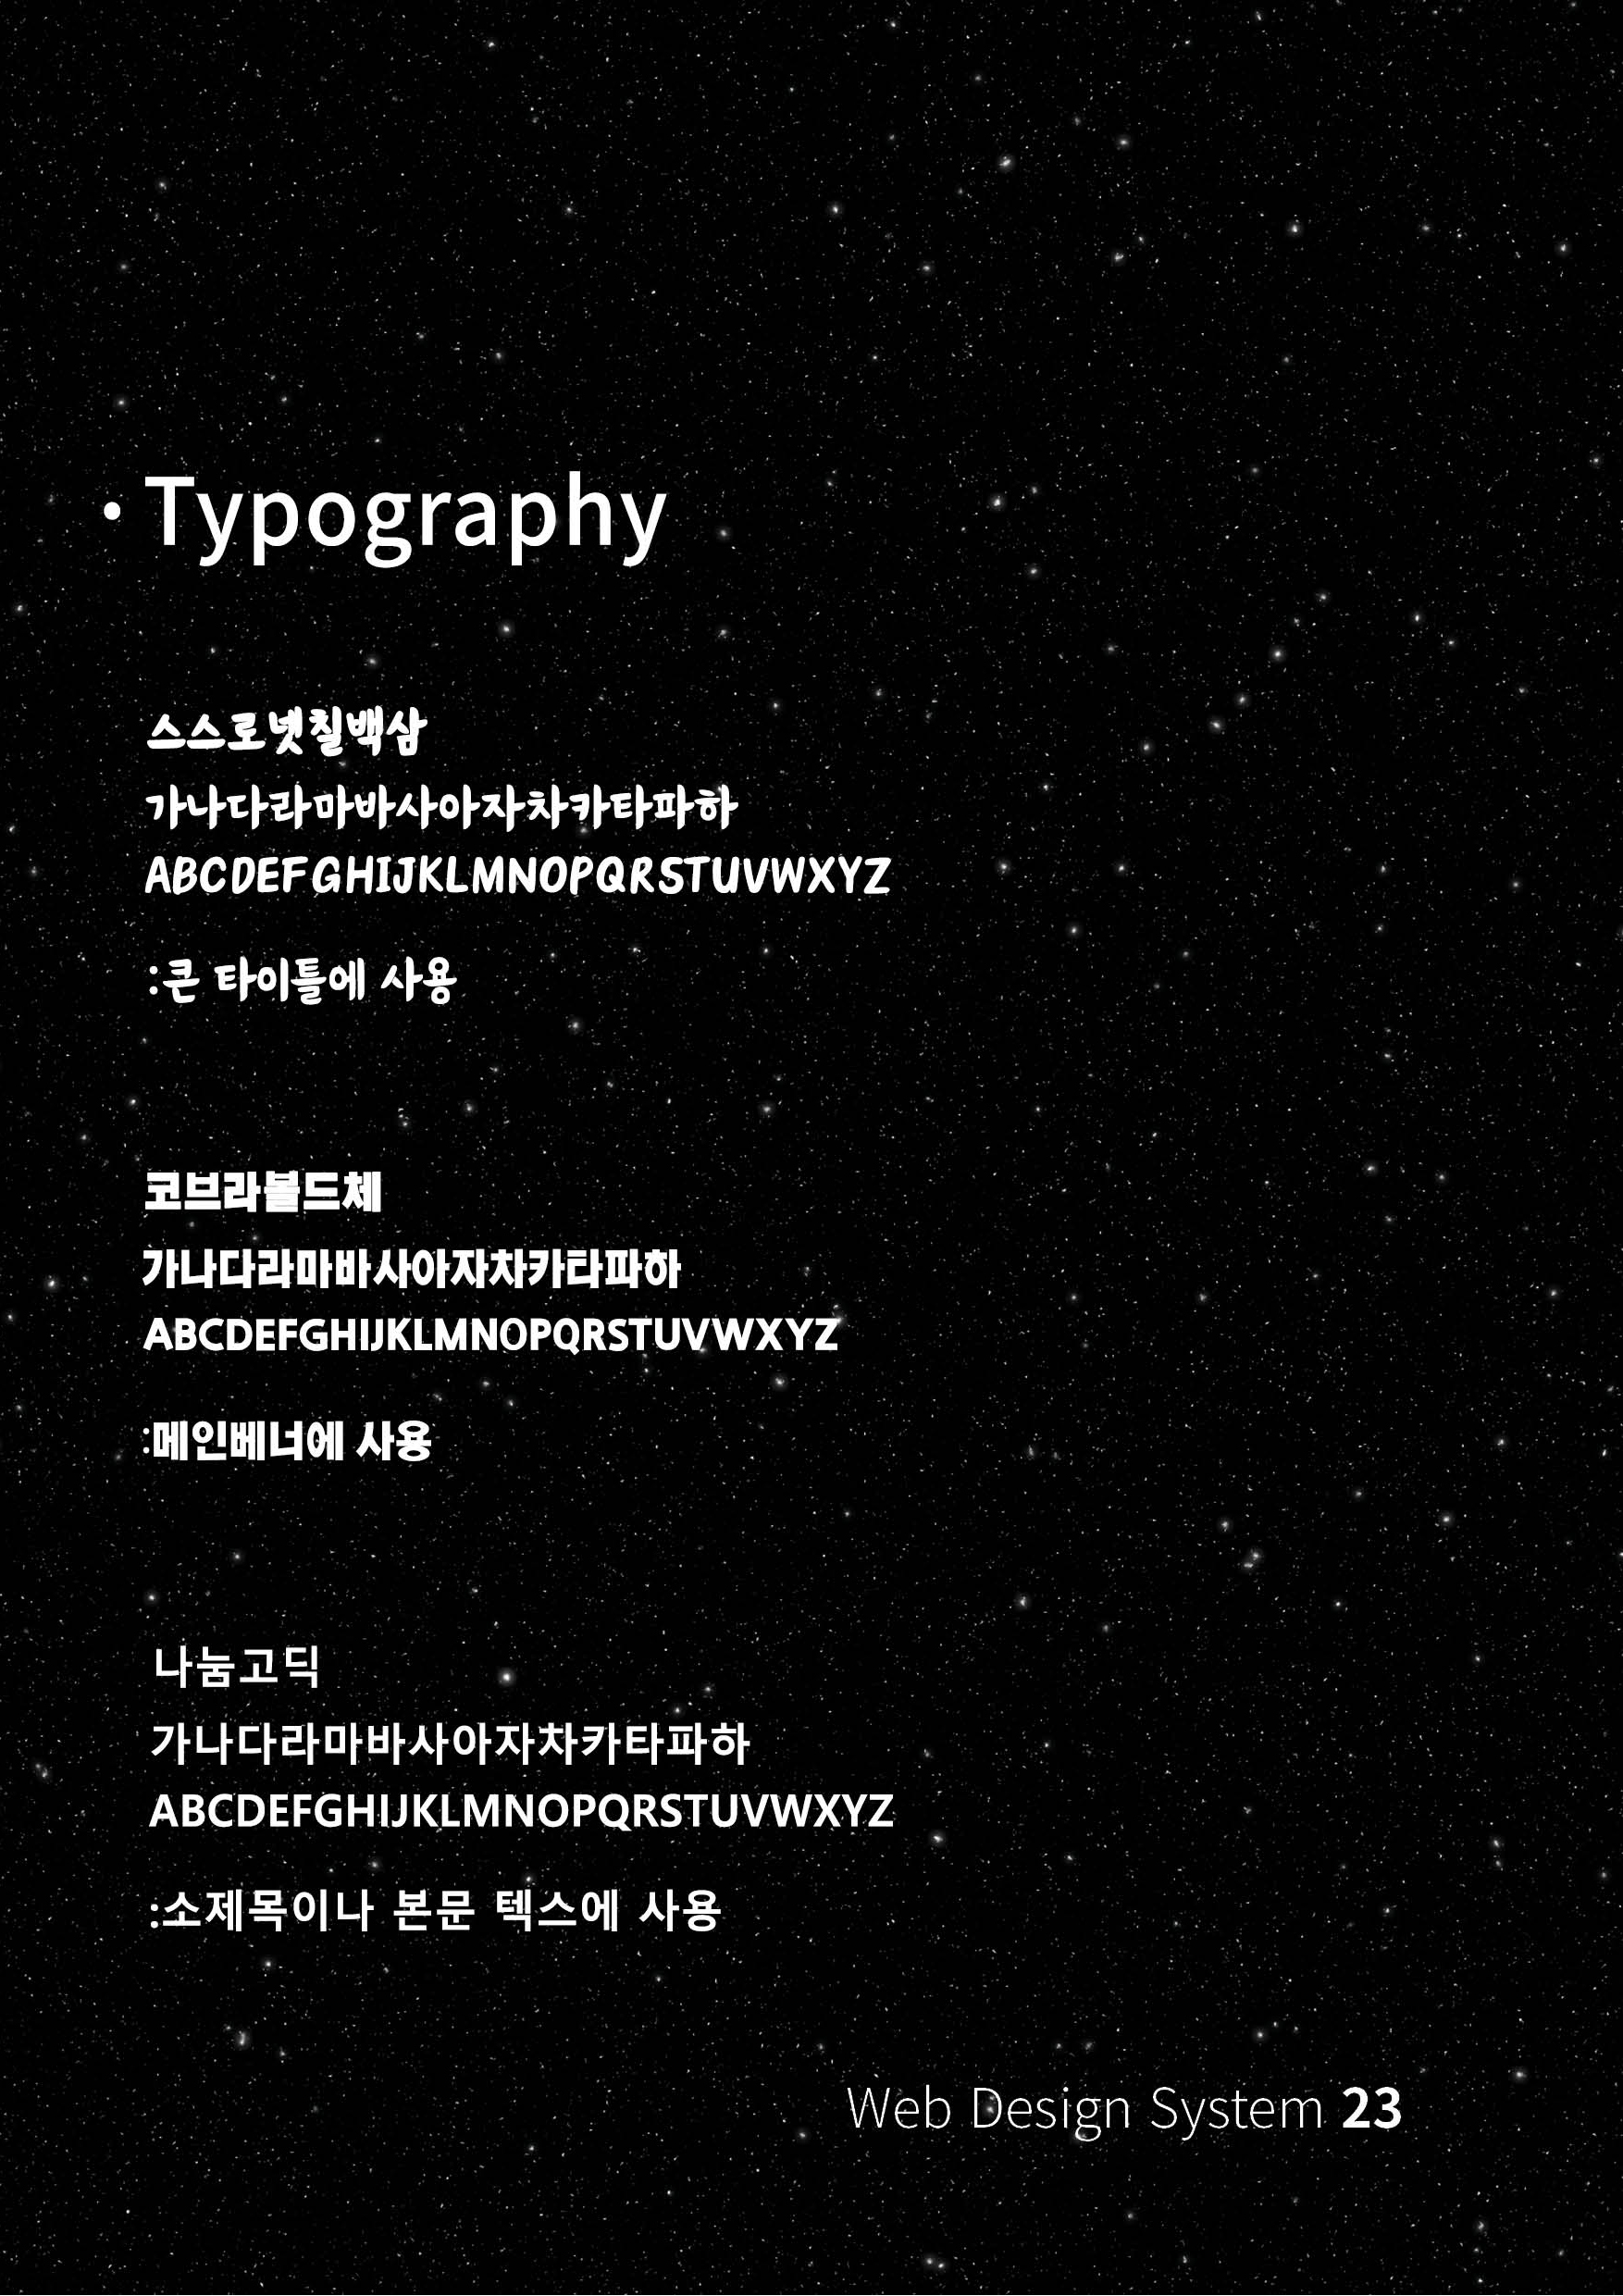 • Typography
스스로넷칠백삼
가나다라마바사아자차카타파하
ABCDEFGHIJKLMNOPQRSTUVWXYZ
:큰 타이틀에 사용
코브라볼드체
가나다라마바사아자차카타파하
ABCDEFGHIJKLMNOPQRSTUVWXYZ
:메인베너에 사용
나눔고딕
가나다라마바사아자차카타파하
ABCDEFGHIJKLMNOPQRSTUVWXYZ
:소제목이나 본문 텍스에 사용
Web Design System 23